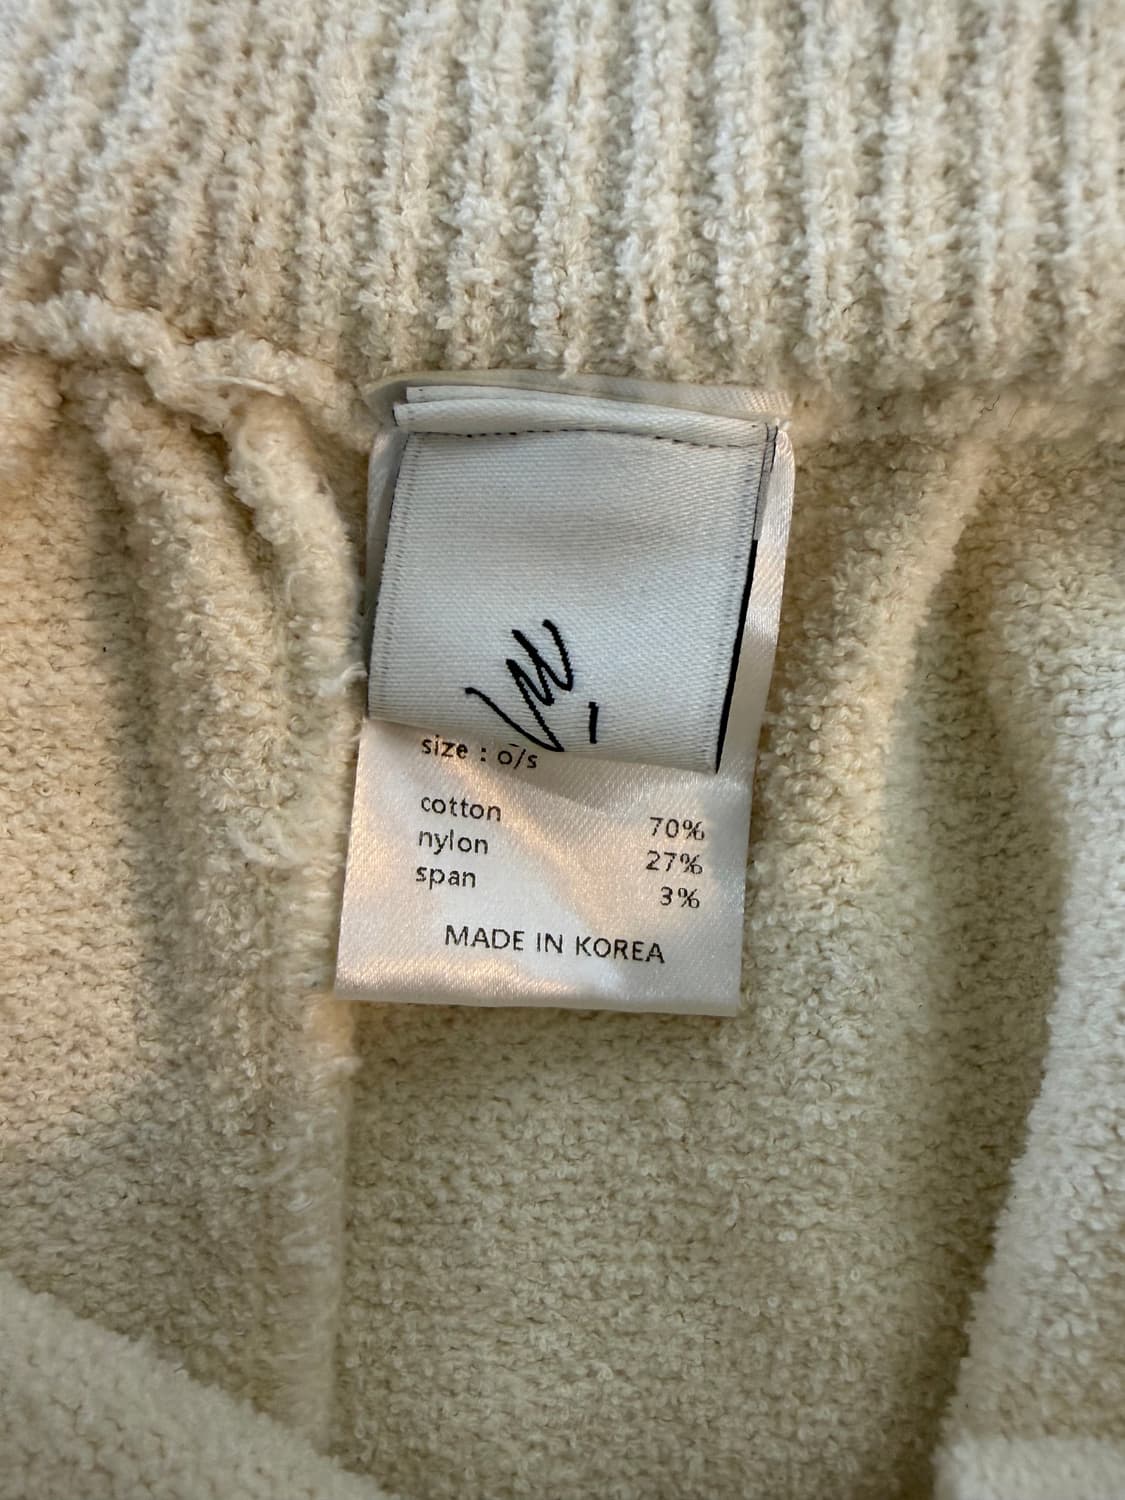 size : o/s
cotton 70%
nylon 27%
span 3%
MADE IN KOREA